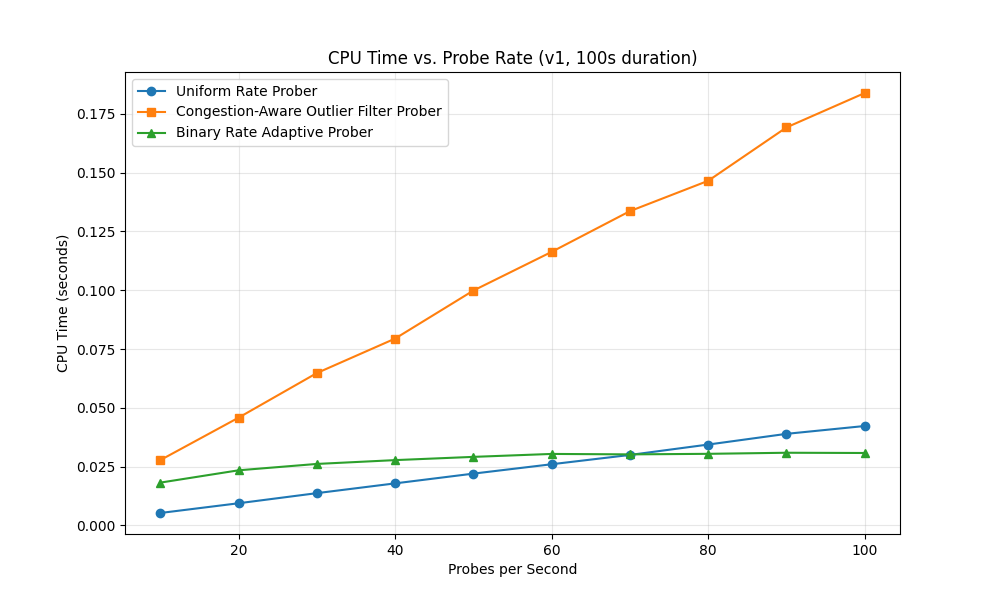 CPU Time vs. Probe Rate (v1, 100s duration)
Uniform Rate Prober
Congestion-Aware Outlier Filter Prober
Binary Rate Adaptive Prober
CPU Time (seconds)
0.175
0.150
0.125
0.100
0.075
0.050
0.025
0.000
20 40 60 80 100
Probes per Second